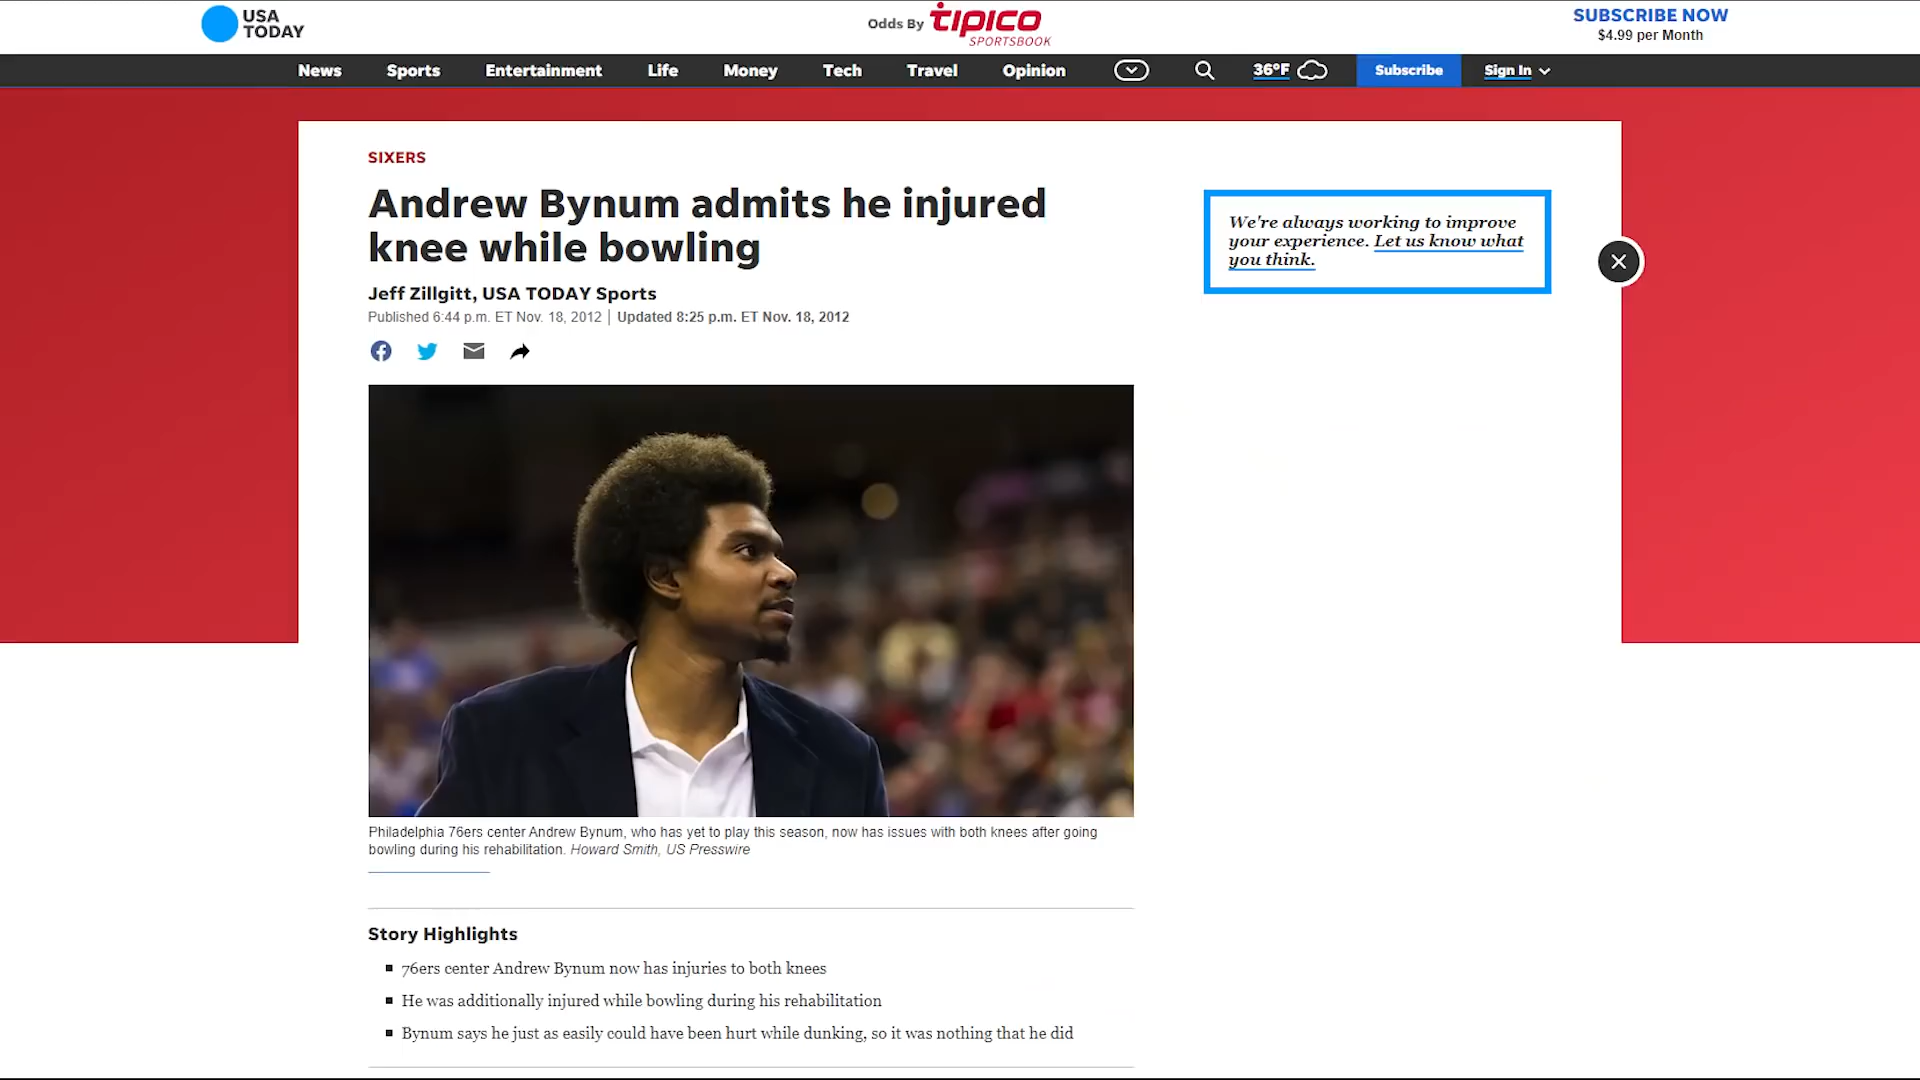 USA
TODAY
Odds By tipico
SPORTSBOOK
SUBSCRIBE NOW
$4.99 per Month
News Sports Entertainment Life Money Tech Travel Opinion 36°F Subscribe Sign In
SIXERS
Andrew Bynum admits he injured
knee while bowling
Jeff Zillgitt, USA TODAY Sports
Published 6:44 p.m. ET Nov. 18, 2012 | Updated 8:25 p.m. ET Nov. 18, 2012
We're always working to improve
your experience. Let us know what
you think.
Philadelphia 76ers center Andrew Bynum, who has yet to play this season, now has issues with both knees after going
bowling during his rehabilitation. Howard Smith, US Presswire
Story Highlights
76ers center Andrew Bynum now has injuries to both knees
He was additionally injured while bowling during his rehabilitation
Bynum says he just as easily could have been hurt while dunking, so it was nothing that he did